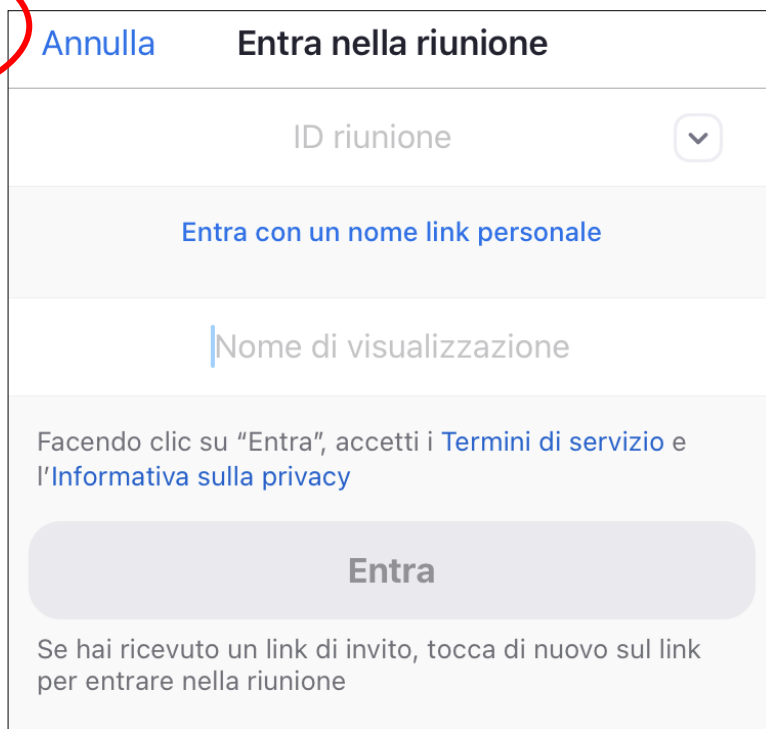 Annulla Entra nella riunione
ID riunione
Entra con un nome link personale
Nome di visualizzazione
Facendo clic su “Entra”, accetti i Termini di servizio e
l’Informativa sulla privacy
Entra
Se hai ricevuto un link di invito, tocca di nuovo sul link
per entrare nella riunione